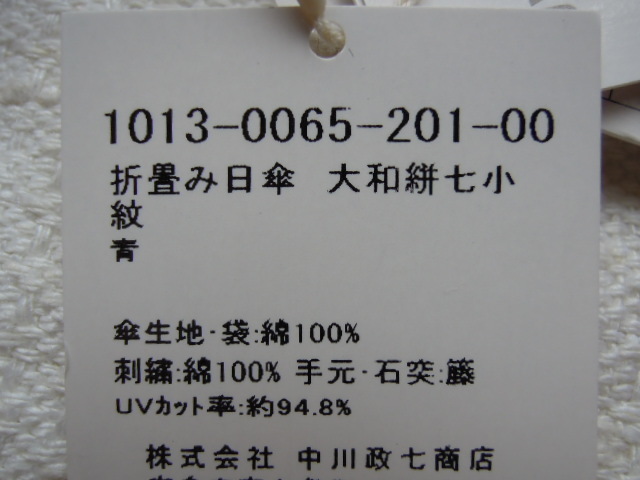 1013-0065-201-00
折畳み日傘 大和絣七小
紋
青
傘生地・袋:綿100%
刺繍:綿100% 手元・石突:籐
UVカット率:約94.8%
株式会社 中川政七商店